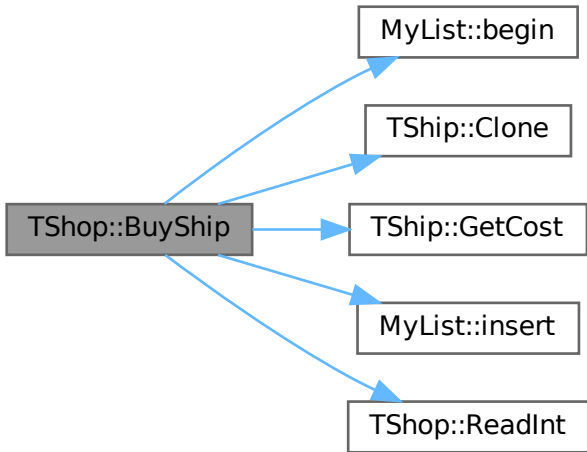 MyList::begin
TShip::Clone
TShop::BuyShip
TShip::GetCost
MyList::insert
TShop::ReadInt